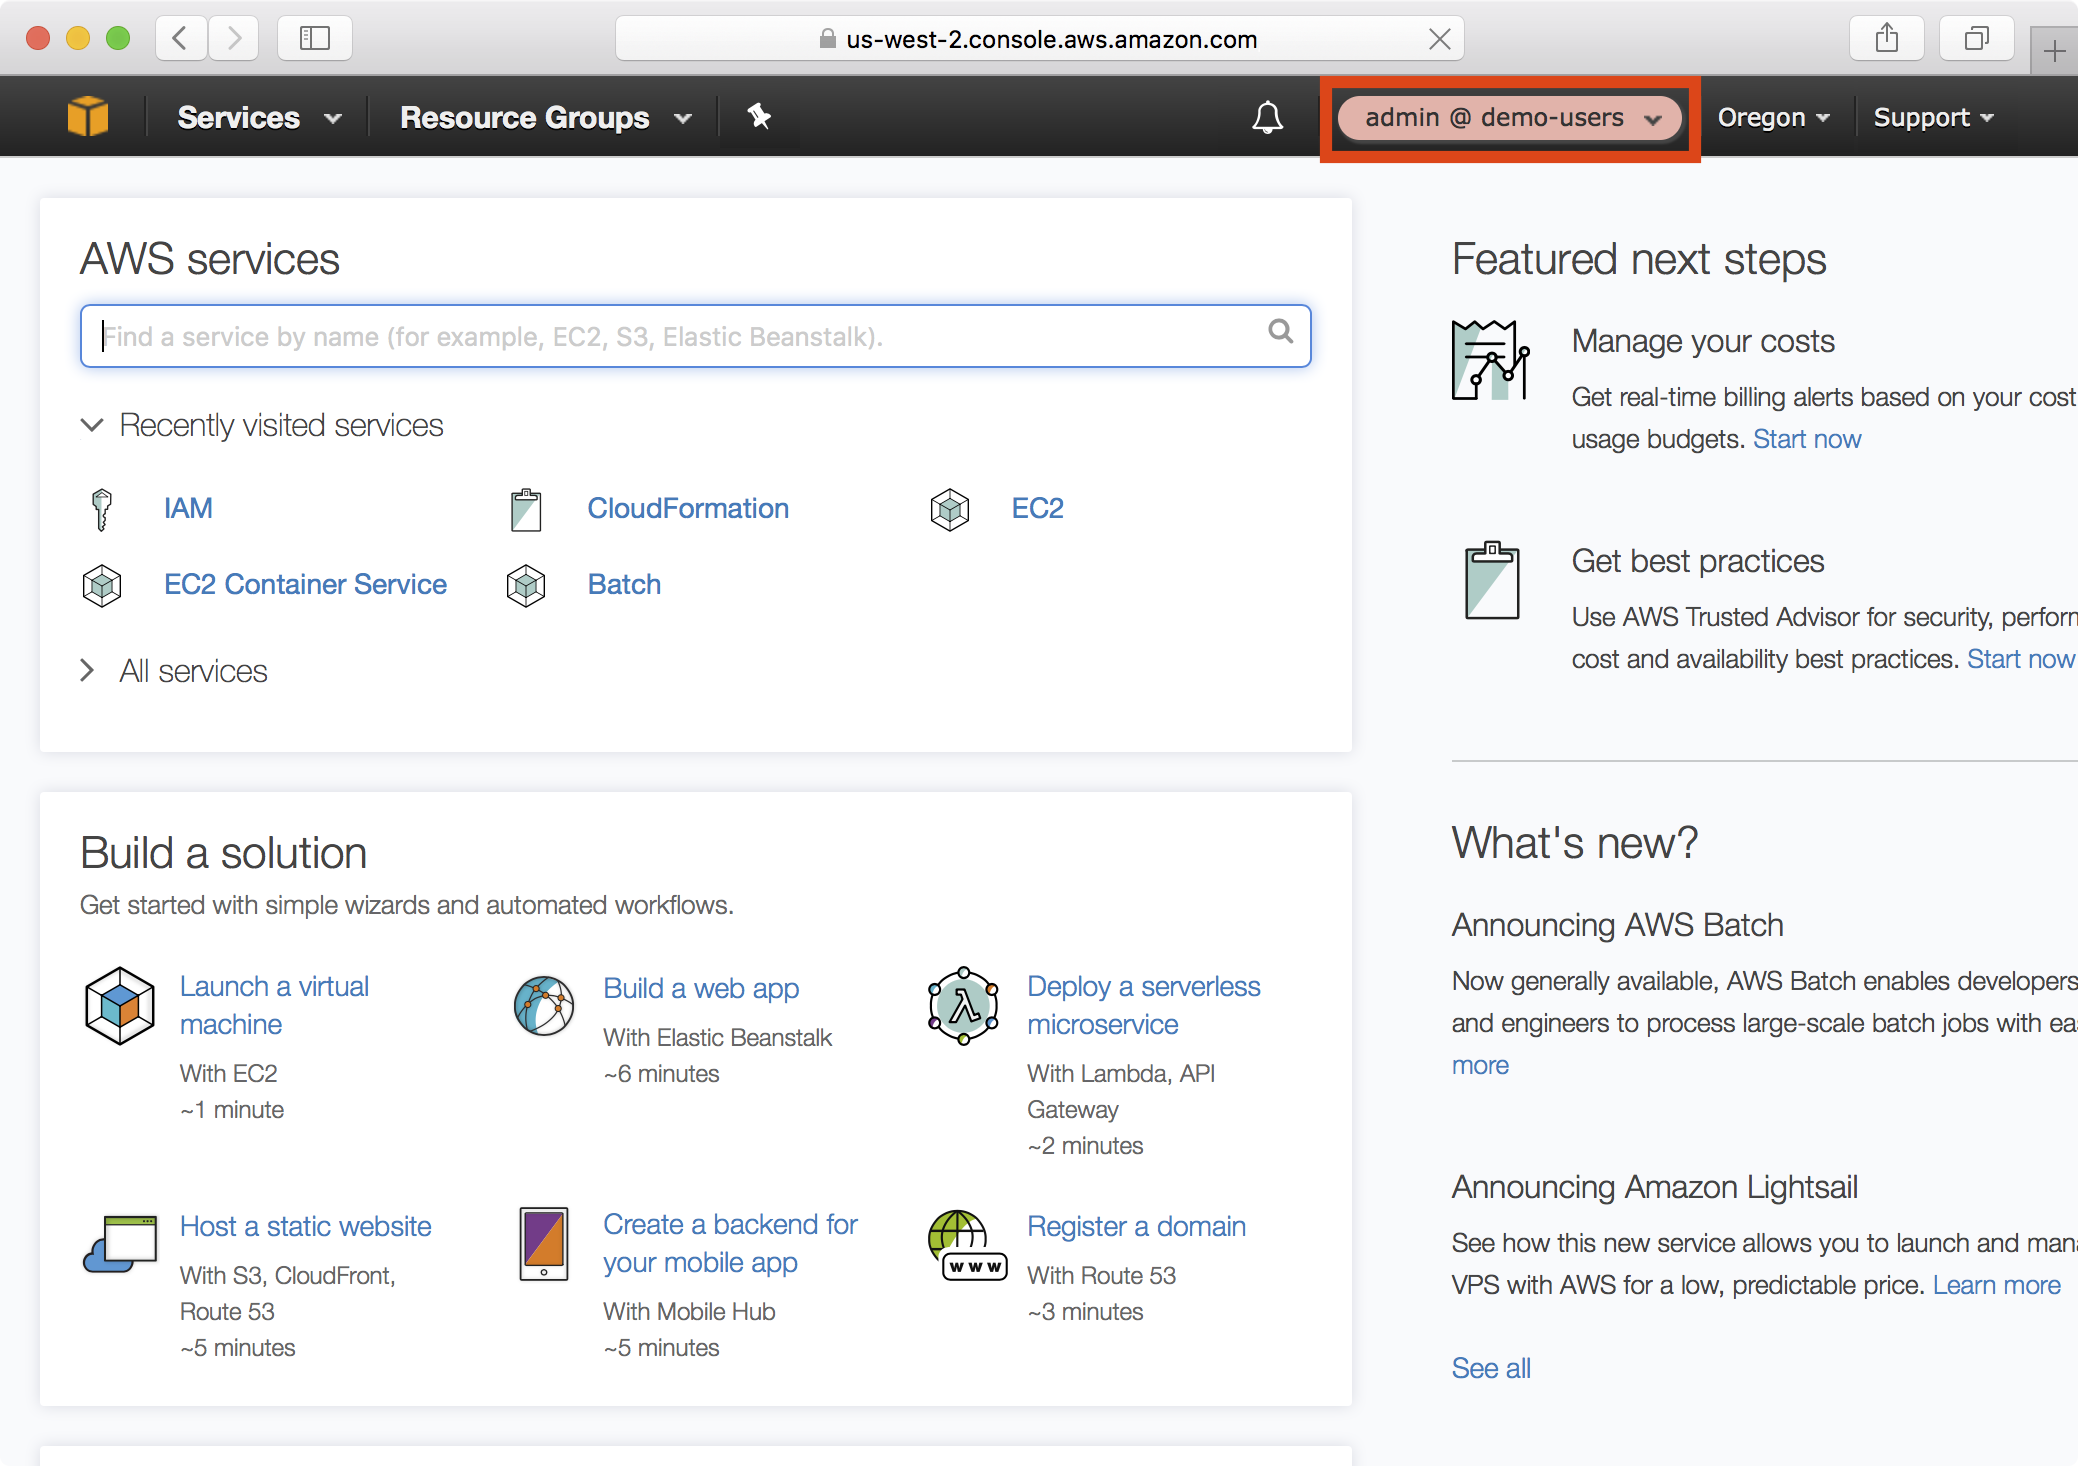 us-west-2.console.aws.amazon.com
Services
Resource Groups
admin @ demo-users
Oregon
Support
AWS services
Find a service by name (for example, EC2, S3, Elastic Beanstalk).
Recently visited services
IAM
CloudFormation
EC2
EC2 Container Service
Batch
All services
Build a solution
Get started with simple wizards and automated workflows.
Launch a virtual
machine
With EC2
~1 minute
Build a web app
With Elastic Beanstalk
~6 minutes
Deploy a serverless
microservice
With Lambda, API
Gateway
~2 minutes
Host a static website
With S3, CloudFront,
Route 53
~5 minutes
Create a backend for
your mobile app
With Mobile Hub
~5 minutes
www
Register a domain
With Route 53
~3 minutes
Featured next steps
Manage your costs
Get real-time billing alerts based on your cost
usage budgets. Start now
Get best practices
Use AWS Trusted Advisor for security, perform
cost and availability best practices. Start now
What's new?
Announcing AWS Batch
Now generally available, AWS Batch enables developers
and engineers to process large-scale batch jobs with eas
more
Announcing Amazon Lightsail
See how this new service allows you to launch and mana
VPS with AWS for a low, predictable price. Learn more
See all